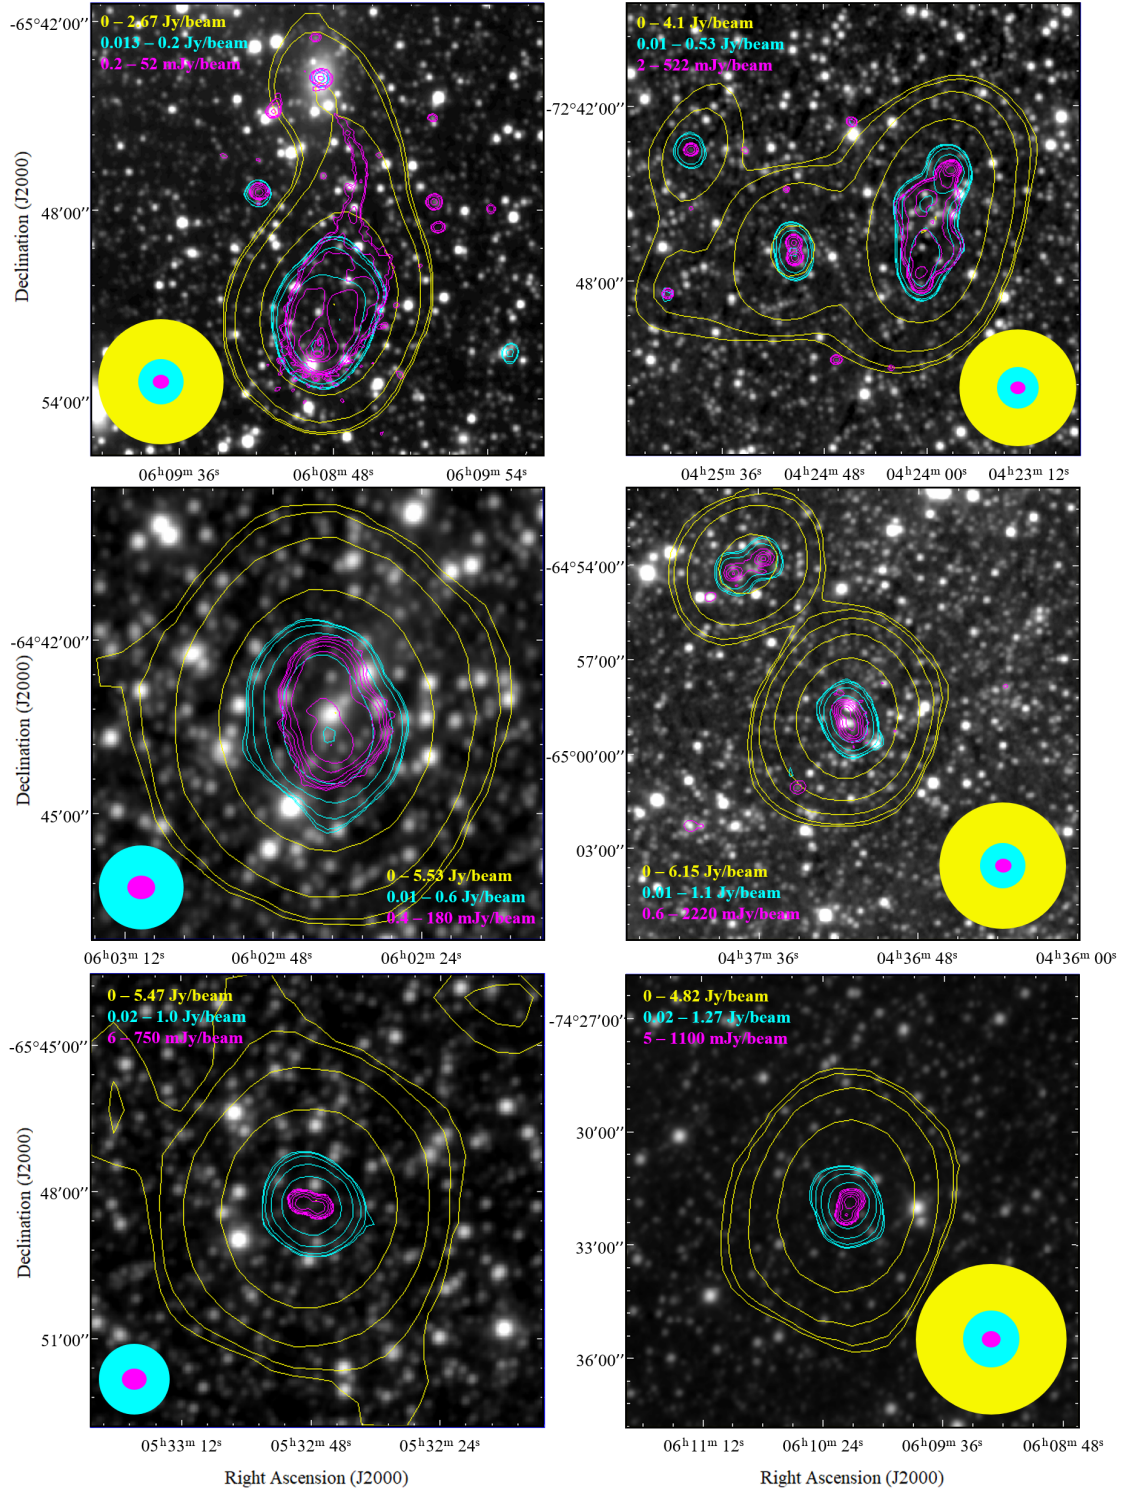 -65°42'00''
0 – 2.67 Jy/beam
0.013 – 0.2 Jy/beam
0.2 – 52 mJy/beam
48'00''
54'00''
Declination (J2000)
06ʰ09ᵐ 36ˢ
06ʰ08ᵐ 48ˢ
06ʰ09ᵐ 54ˢ
0 – 4.1 Jy/beam
0.01 – 0.53 Jy/beam
2 – 522 mJy/beam
-72°42'00''
48'00''
04ʰ25ᵐ 36ˢ
04ʰ24ᵐ 48ˢ
04ʰ24ᵐ 00ˢ
04ʰ23ᵐ 12ˢ
-64°42'00''
45'00''
Declination (J2000)
0 – 5.53 Jy/beam
0.01 – 0.6 Jy/beam
– 180 mJy/beam
06ʰ03ᵐ 12ˢ
06ʰ02ᵐ 48ˢ
06ʰ02ᵐ 24ˢ
-64°54'00''
57'00''
-65°00'00''
03'00''
0 – 6.15 Jy/beam
0.01 – 1.1 Jy/beam
0.6 – 2220 mJy/beam
04ʰ37ᵐ 36ˢ
04ʰ36ᵐ 48ˢ
04ʰ36ᵐ 00ˢ
0 – 5.47 Jy/beam
0.02 – 1.0 Jy/beam
6 – 750 mJy/beam
-65°45'00''
48'00''
51'00''
Declination (J2000)
05ʰ33ᵐ 12ˢ
05ʰ32ᵐ 48ˢ
05ʰ32ᵐ 24ˢ
Right Ascension (J2000)
0 – 4.82 Jy/beam
0.02 – 1.27 Jy/beam
5 – 1100 mJy/beam
-74°27'00''
30'00''
33'00''
36'00''
06ʰ11ᵐ 12ˢ
06ʰ10ᵐ 24ˢ
06ʰ09ᵐ 36ˢ
06ʰ08ᵐ 48ˢ
Right Ascension (J2000)